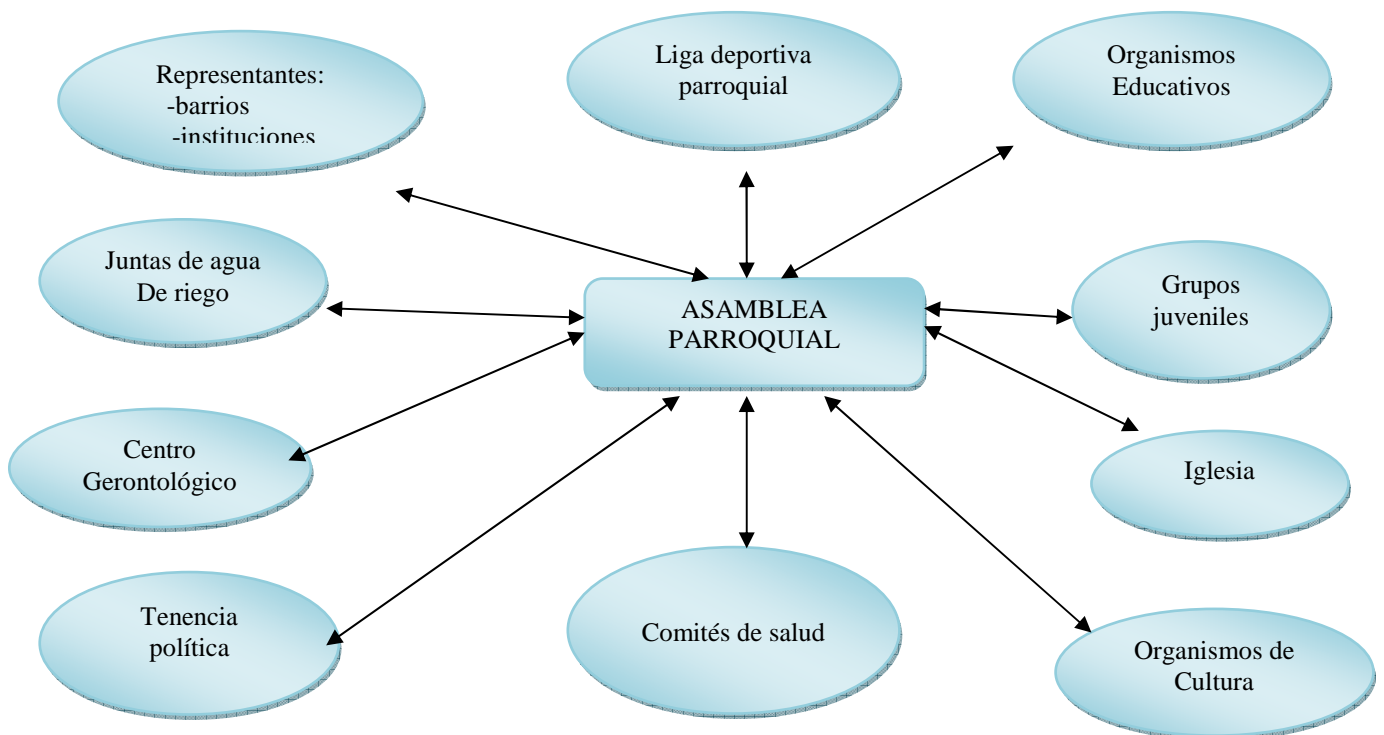 Representantes:
-barrios
-instituciones
Liga deportiva
parroquial
Organismos
Educativos
Juntas de agua
De riego
ASAMBLEA
PARROQUIAL
Grupos
juveniles
Centro
Gerontológico
Iglesia
Tenencia
política
Comités de salud
Organismos de
Cultura